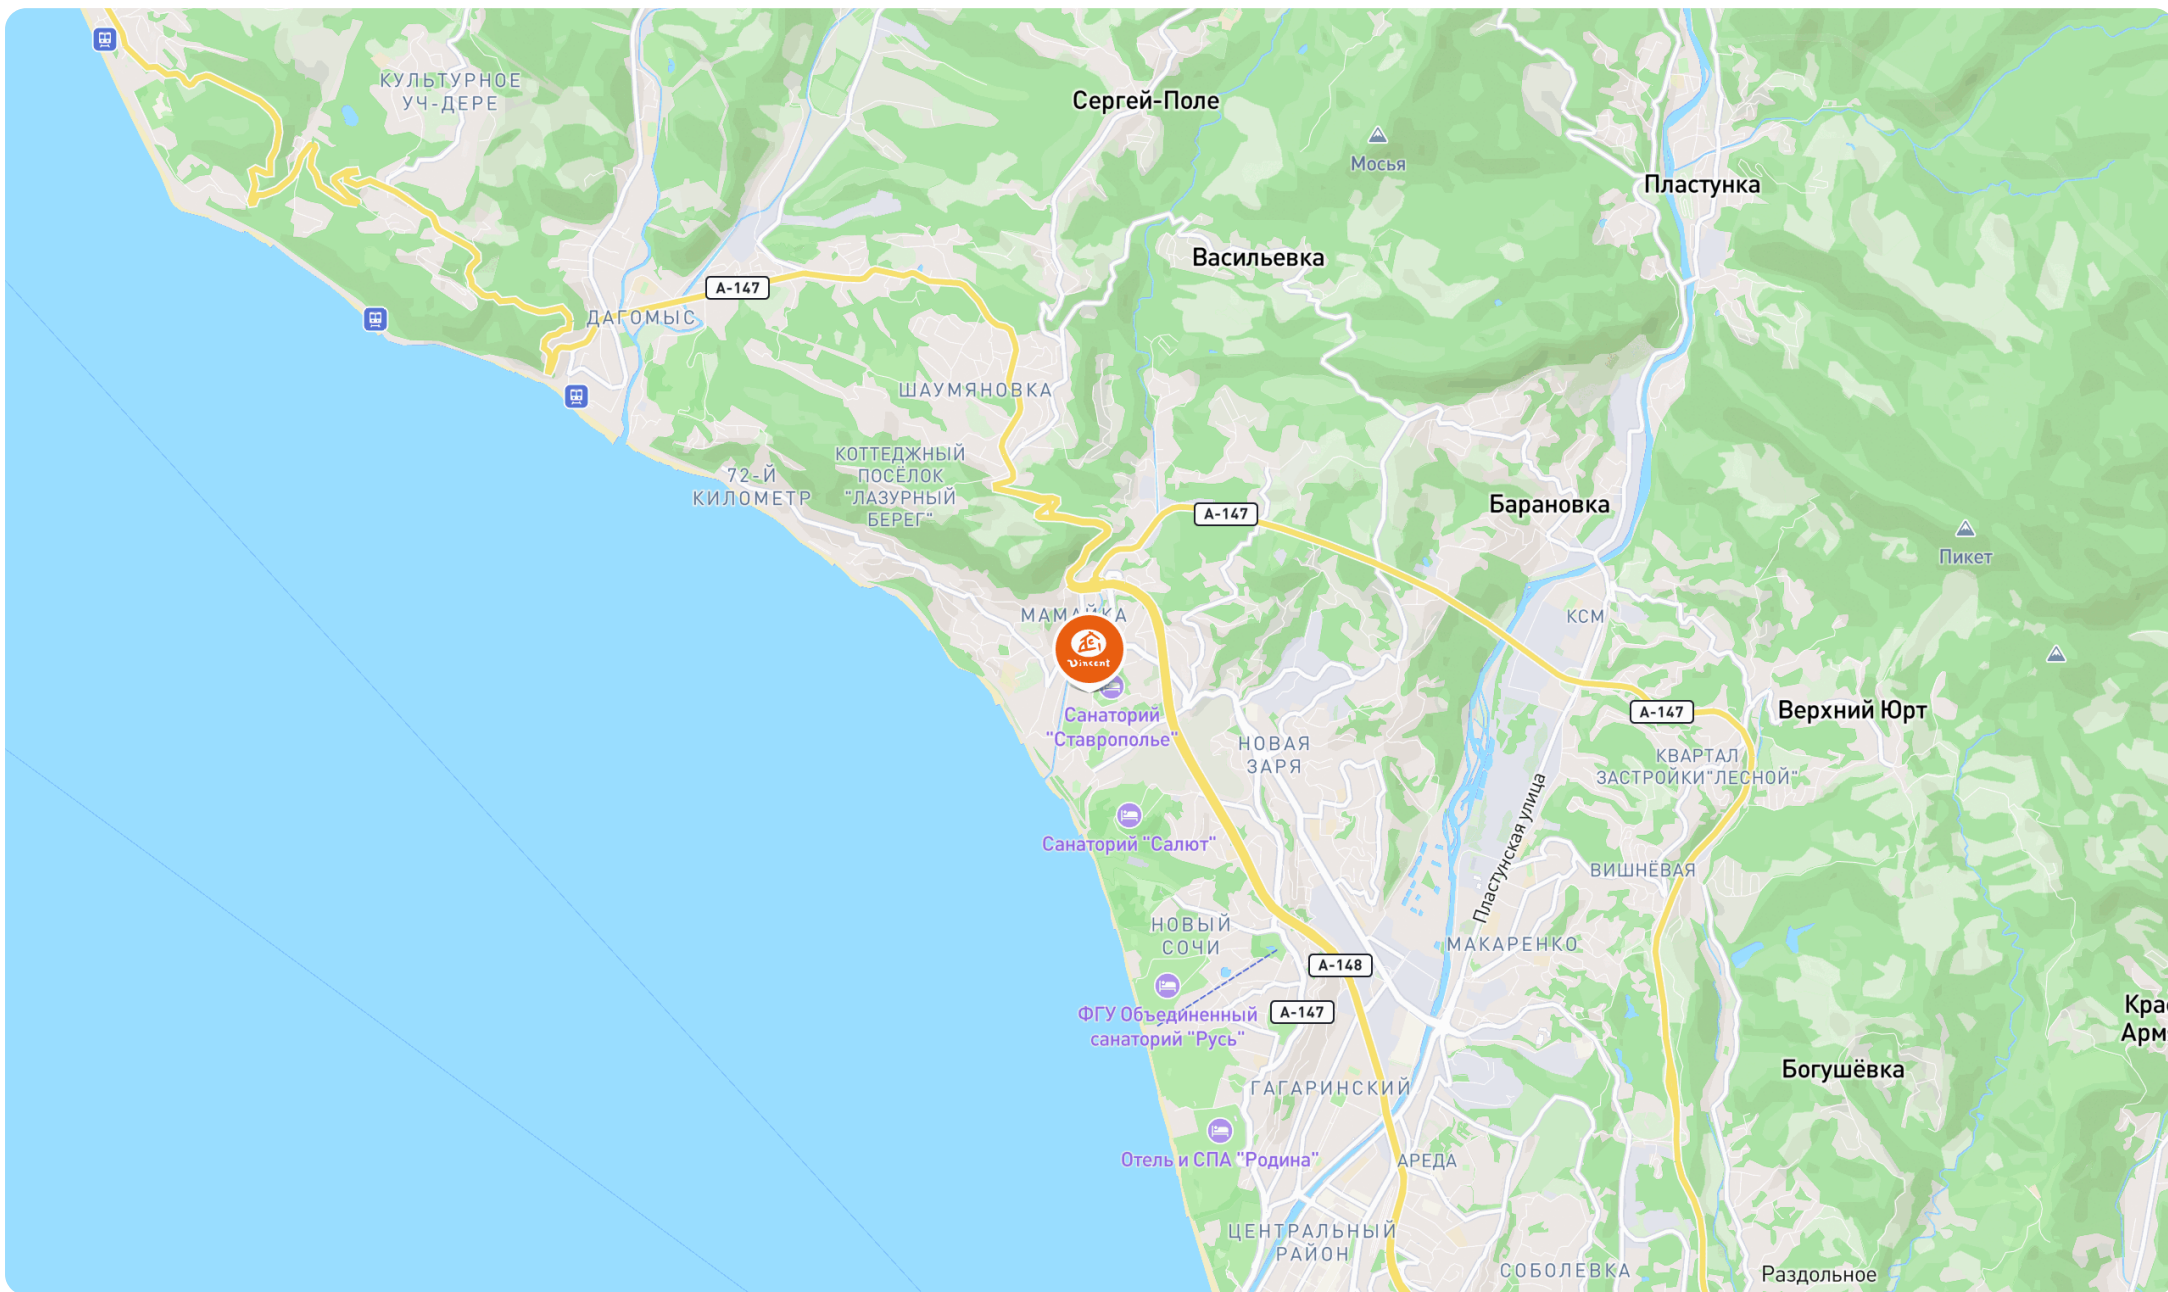 КУЛЬТУРНОЕ
УЧ-ДЕРЕ
Сергей-Поле
Мосья
Пластунка
Васильевка
А-147
ДАГОМЫС
ШАУМЯНОВКА
КОТТЕДЖНЫЙ
ПОСЁЛОК
"ЛАЗУРНЫЙ
БЕРЕГ"
72-Й
КИЛОМЕТР
А-147
Барановка
Пикет
МАМАЙКА
КСМ
Vincent
Санаторий
"Ставрополье"
А-147
Верхний Юрт
НОВАЯ
ЗАРЯ
КВАРТАЛ
ЗАСТРОЙКИ"ЛЕСНОЙ"
Пластунская улица
Санаторий "Салют"
ВИШНЁВАЯ
НОВЫЙ
СОЧИ
МАКАРЕНКО
А-148
А-147
ФГУ Объединенный
санаторий "Русь"
Кра
Арм
Богушёвка
ГАГАРИНСКИЙ
Отель и СПА "Родина"
АРЕДА
ЦЕНТРАЛЬНЫЙ
РАЙОН
СОБОЛЕВКА
Раздольное